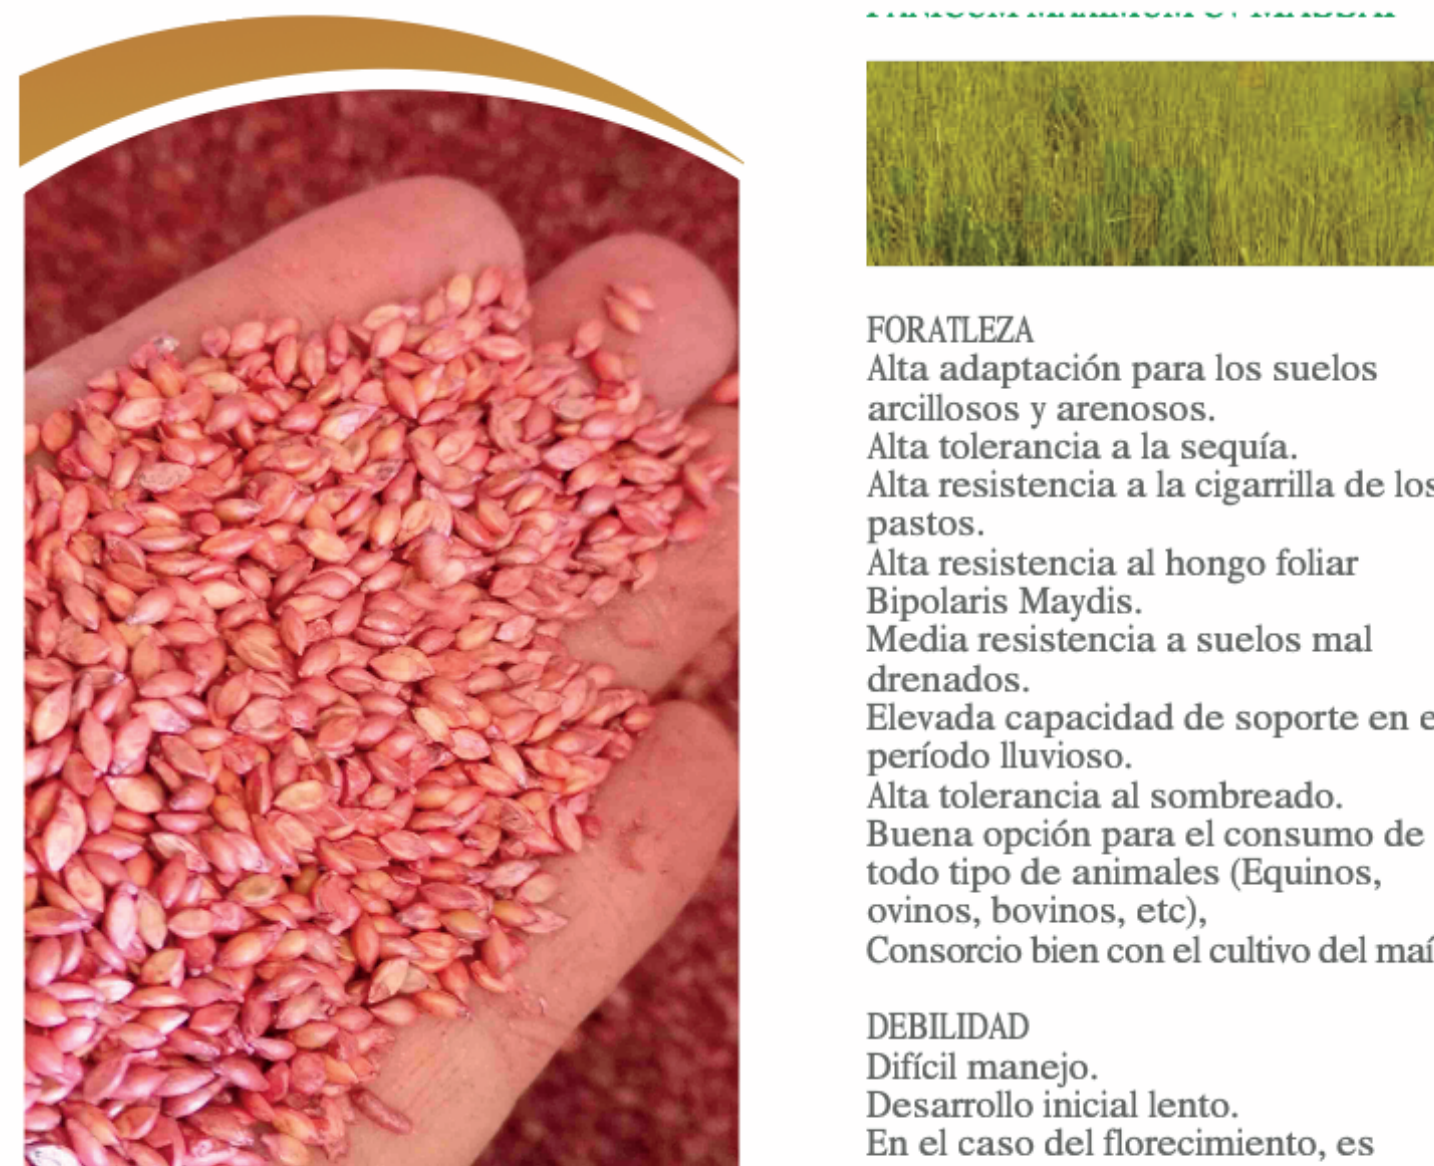 FORATLEZA
Alta adaptación para los suelos
arcillosos y arenosos.
Alta tolerancia a la sequía.
Alta resistencia a la cigarrilla de los
pastos.
Alta resistencia al hongo foliar
Bipolaris Maydis.
Media resistencia a suelos mal
drenados.
Elevada capacidad de soporte en e
período lluvioso.
Alta tolerancia al sombreado.
Buena opción para el consumo de
todo tipo de animales (Equinos,
ovinos, bovinos, etc),
Consorcio bien con el cultivo del maí
DEBILIDAD
Difícil manejo.
Desarrollo inicial lento.
En el caso del florecimiento, es